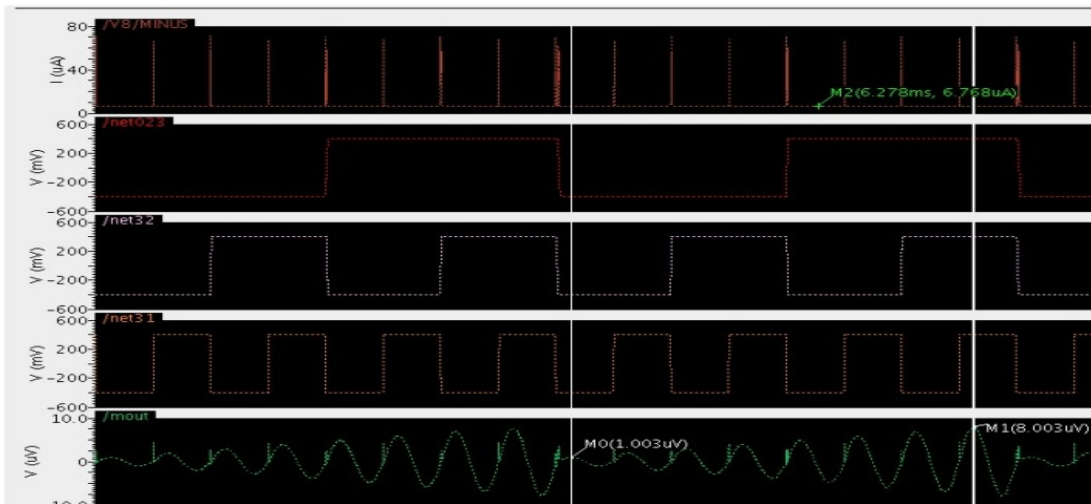 /V8/MINUS
80
40
0
I (uA)
M2(6.278ms, 6.768uA)
/net023
600
200
-200
-600
V (mV)
/net32
600
200
-200
-600
V (mV)
/net31
600
200
-200
-600
V (mV)
/mout
10.0
0
V (uV)
M0(1.003uV)
M1(8.003uV)